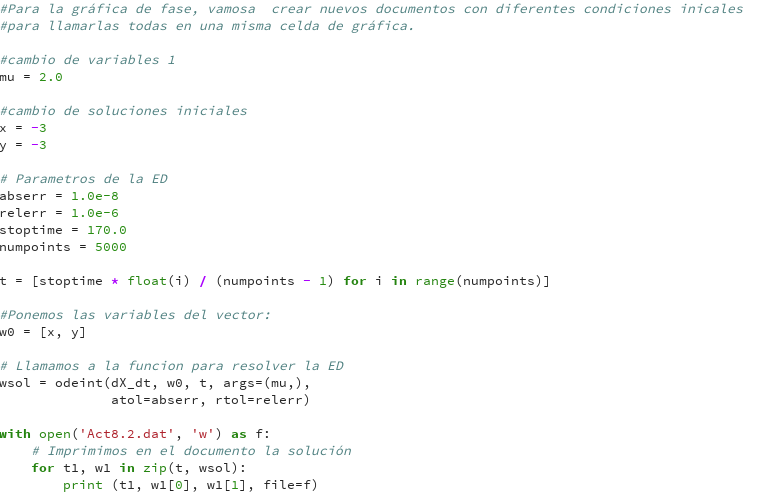 #Para la gráfica de fase, vamosa  crear nuevos documentos con diferentes condiciones inicales
#para llamarlas todas en una misma celda de gráfica.
#cambio de variables 1
mu = 2.0
#cambio de soluciones iniciales
x = -3
y = -3
# Parametros de la ED
abserr = 1.0e-8
relerr = 1.0e-6
stoptime = 170.0
numpoints = 5000
t = [stoptime * float(i) / (numpoints - 1) for i in range(numpoints)]
#Ponemos las variables del vector:
w0 = [x, y]
# Llamamos a la funcion para resolver la ED
wsol = odeint(dX_dt, w0, t, args=(mu,),
              atol=abserr, rtol=relerr)
with open('Act8.2.dat', 'w') as f:
    # Imprimimos en el documento la solución
    for t1, w1 in zip(t, wsol):
        print (t1, w1[0], w1[1], file=f)